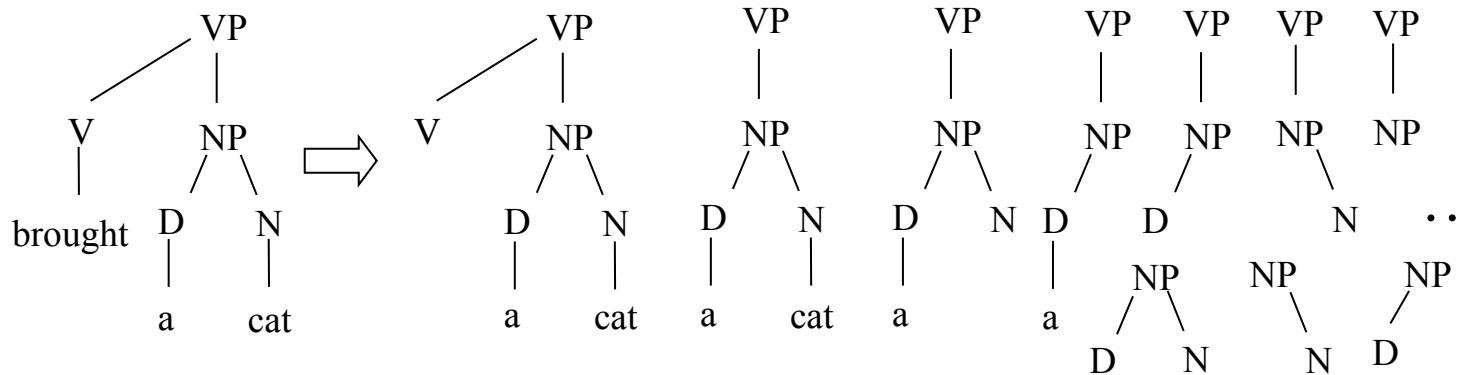 VP VP VP VP VP VP VP VP
V NP V NP NP NP NP NP NP NP
brought D N D N D N D N D D N ..
NP NP NP
a cat a cat a cat a a
D N N D